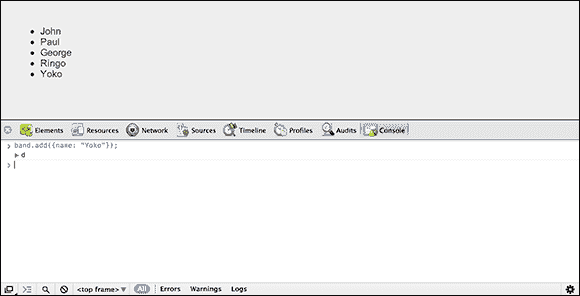 John
Paul
George
Ringo
Yoko
Elements Resources Network Sources Timeline Profiles Audits Console
> band.add({name: "Yoko"});
▶ d
>
<top frame> ▼ All Errors Warnings Logs